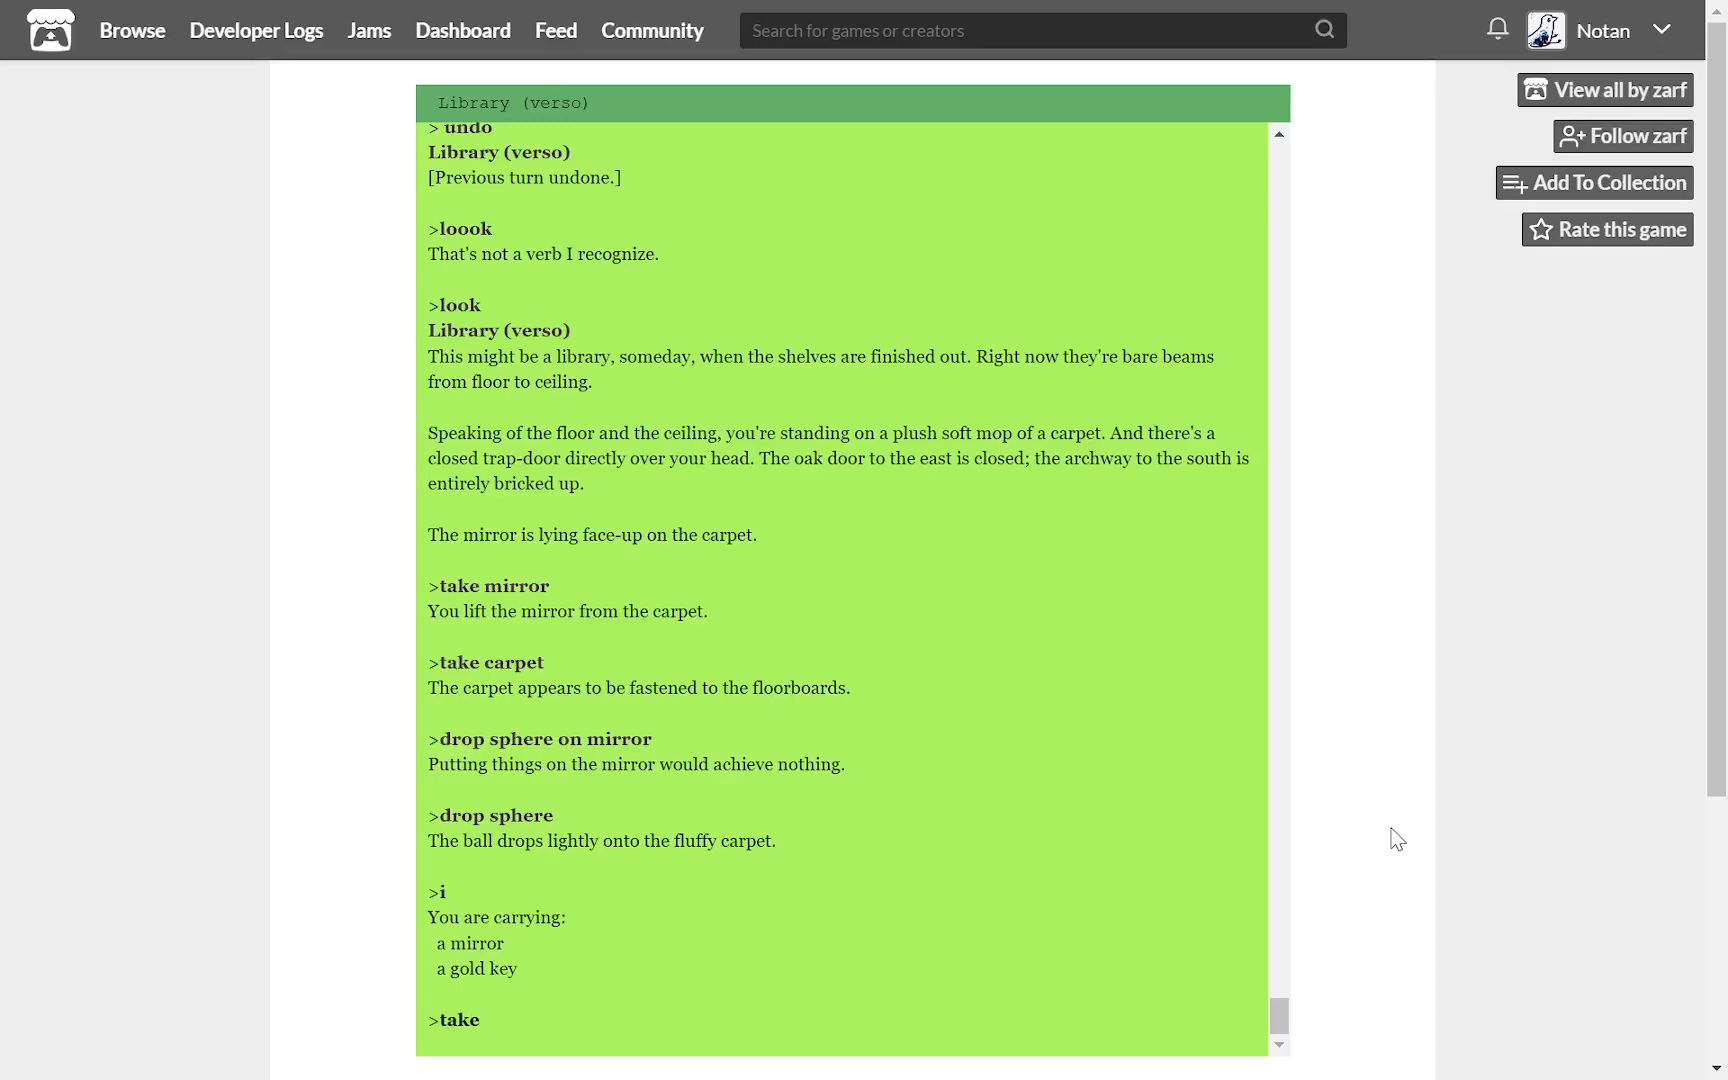 Browse Developer Logs Jams Dashboard Feed Community Search for games or creators Notan
View all by zarf
Follow zarf
Add To Collection
Rate this game
Library (verso)
> undo
Library (verso)
[Previous turn undone.]
>loook
That's not a verb I recognize.
>look
Library (verso)
This might be a library, someday, when the shelves are finished out. Right now they're bare beams
from floor to ceiling.
Speaking of the floor and the ceiling, you're standing on a plush soft mop of a carpet. And there's a
closed trap-door directly over your head. The oak door to the east is closed; the archway to the south is
entirely bricked up.
The mirror is lying face-up on the carpet.
>take mirror
You lift the mirror from the carpet.
>take carpet
The carpet appears to be fastened to the floorboards.
>drop sphere on mirror
Putting things on the mirror would achieve nothing.
>drop sphere
The ball drops lightly onto the fluffy carpet.
>i
You are carrying:
a mirror
a gold key
>take